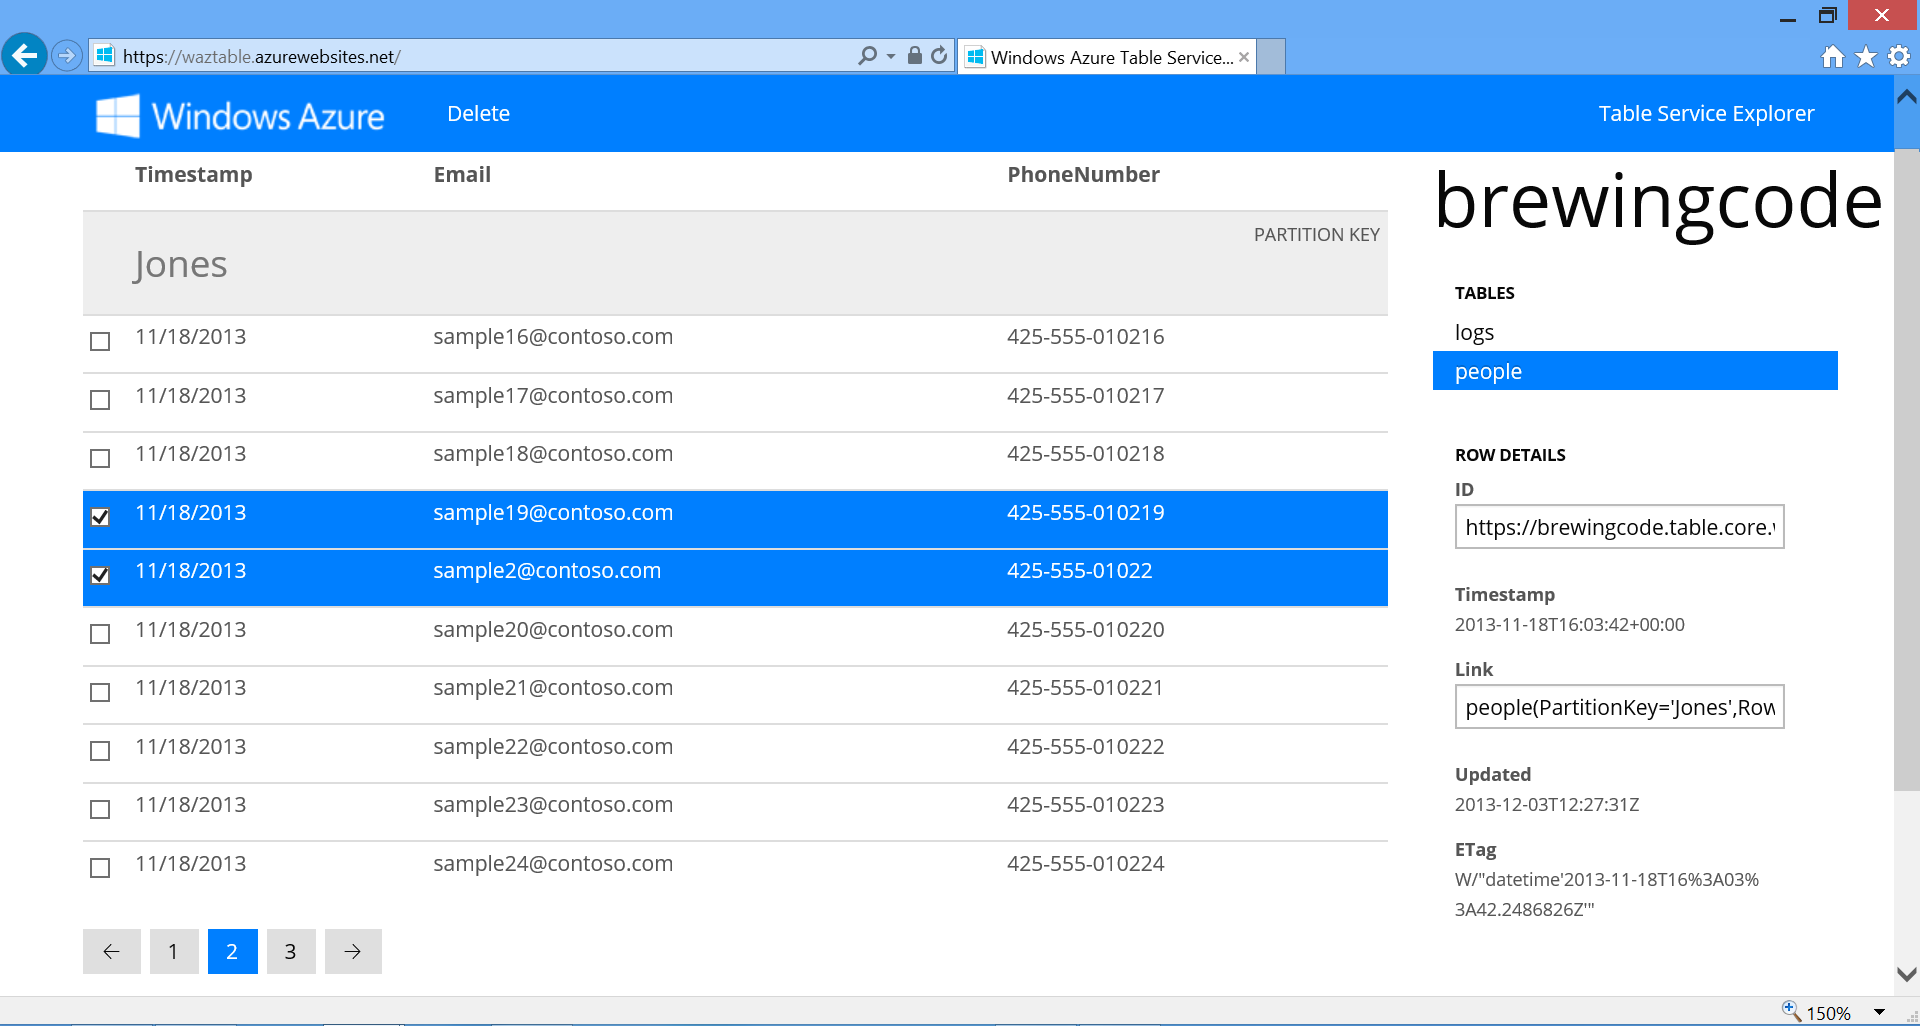 https://waztable.azurewebsites.net/
Windows Azure Table Service...
Windows Azure
Delete
Table Service Explorer
Timestamp Email PhoneNumber
Jones
PARTITION KEY
11/18/2013 sample16@contoso.com 425-555-010216
11/18/2013 sample17@contoso.com 425-555-010217
11/18/2013 sample18@contoso.com 425-555-010218
11/18/2013 sample19@contoso.com 425-555-010219
11/18/2013 sample2@contoso.com 425-555-01022
11/18/2013 sample20@contoso.com 425-555-010220
11/18/2013 sample21@contoso.com 425-555-010221
11/18/2013 sample22@contoso.com 425-555-010222
11/18/2013 sample23@contoso.com 425-555-010223
11/18/2013 sample24@contoso.com 425-555-010224
← 1 2 3 →
brewingcode
TABLES
logs
people
ROW DETAILS
ID
https://brewingcode.table.core.w
Timestamp
2013-11-18T16:03:42+00:00
Link
people(PartitionKey='Jones',Row
Updated
2013-12-03T12:27:31Z
ETag
W/"datetime'2013-11-18T16%3A03%
3A42.2486826Z'"
150%